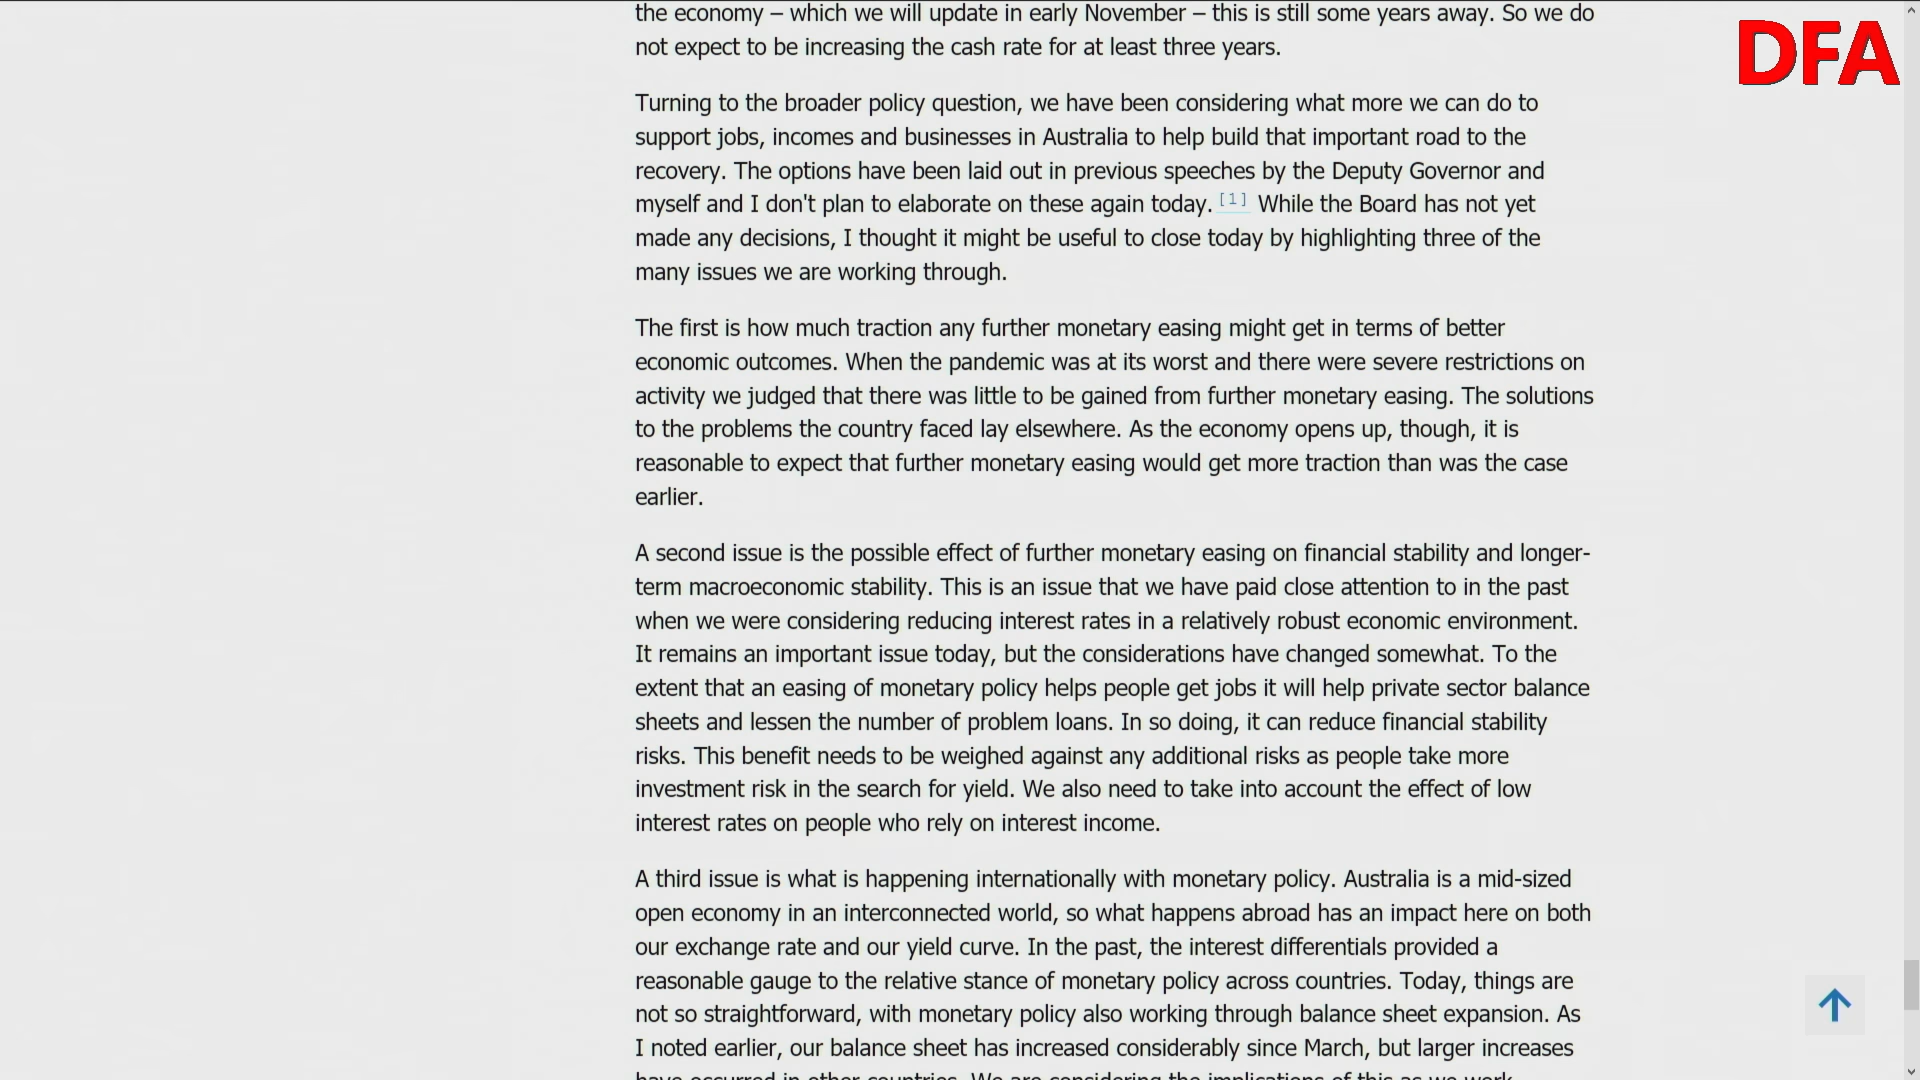 the economy – which we will update in early November – this is still some years away. So we do
not expect to be increasing the cash rate for at least three years.
DFA
Turning to the broader policy question, we have been considering what more we can do to
support jobs, incomes and businesses in Australia to help build that important road to the
recovery. The options have been laid out in previous speeches by the Deputy Governor and
myself and I don't plan to elaborate on these again today. [1] While the Board has not yet
made any decisions, I thought it might be useful to close today by highlighting three of the
many issues we are working through.
The first is how much traction any further monetary easing might get in terms of better
economic outcomes. When the pandemic was at its worst and there were severe restrictions on
activity we judged that there was little to be gained from further monetary easing. The solutions
to the problems the country faced lay elsewhere. As the economy opens up, though, it is
reasonable to expect that further monetary easing would get more traction than was the case
earlier.
A second issue is the possible effect of further monetary easing on financial stability and longer-
term macroeconomic stability. This is an issue that we have paid close attention to in the past
when we were considering reducing interest rates in a relatively robust economic environment.
It remains an important issue today, but the considerations have changed somewhat. To the
extent that an easing of monetary policy helps people get jobs it will help private sector balance
sheets and lessen the number of problem loans. In so doing, it can reduce financial stability
risks. This benefit needs to be weighed against any additional risks as people take more
investment risk in the search for yield. We also need to take into account the effect of low
interest rates on people who rely on interest income.
A third issue is what is happening internationally with monetary policy. Australia is a mid-sized
open economy in an interconnected world, so what happens abroad has an impact here on both
our exchange rate and our yield curve. In the past, the interest differentials provided a
reasonable gauge to the relative stance of monetary policy across countries. Today, things are
not so straightforward, with monetary policy also working through balance sheet expansion. As
I noted earlier, our balance sheet has increased considerably since March, but larger increases
have occurred in other countries. We are considering the implications of this as we work